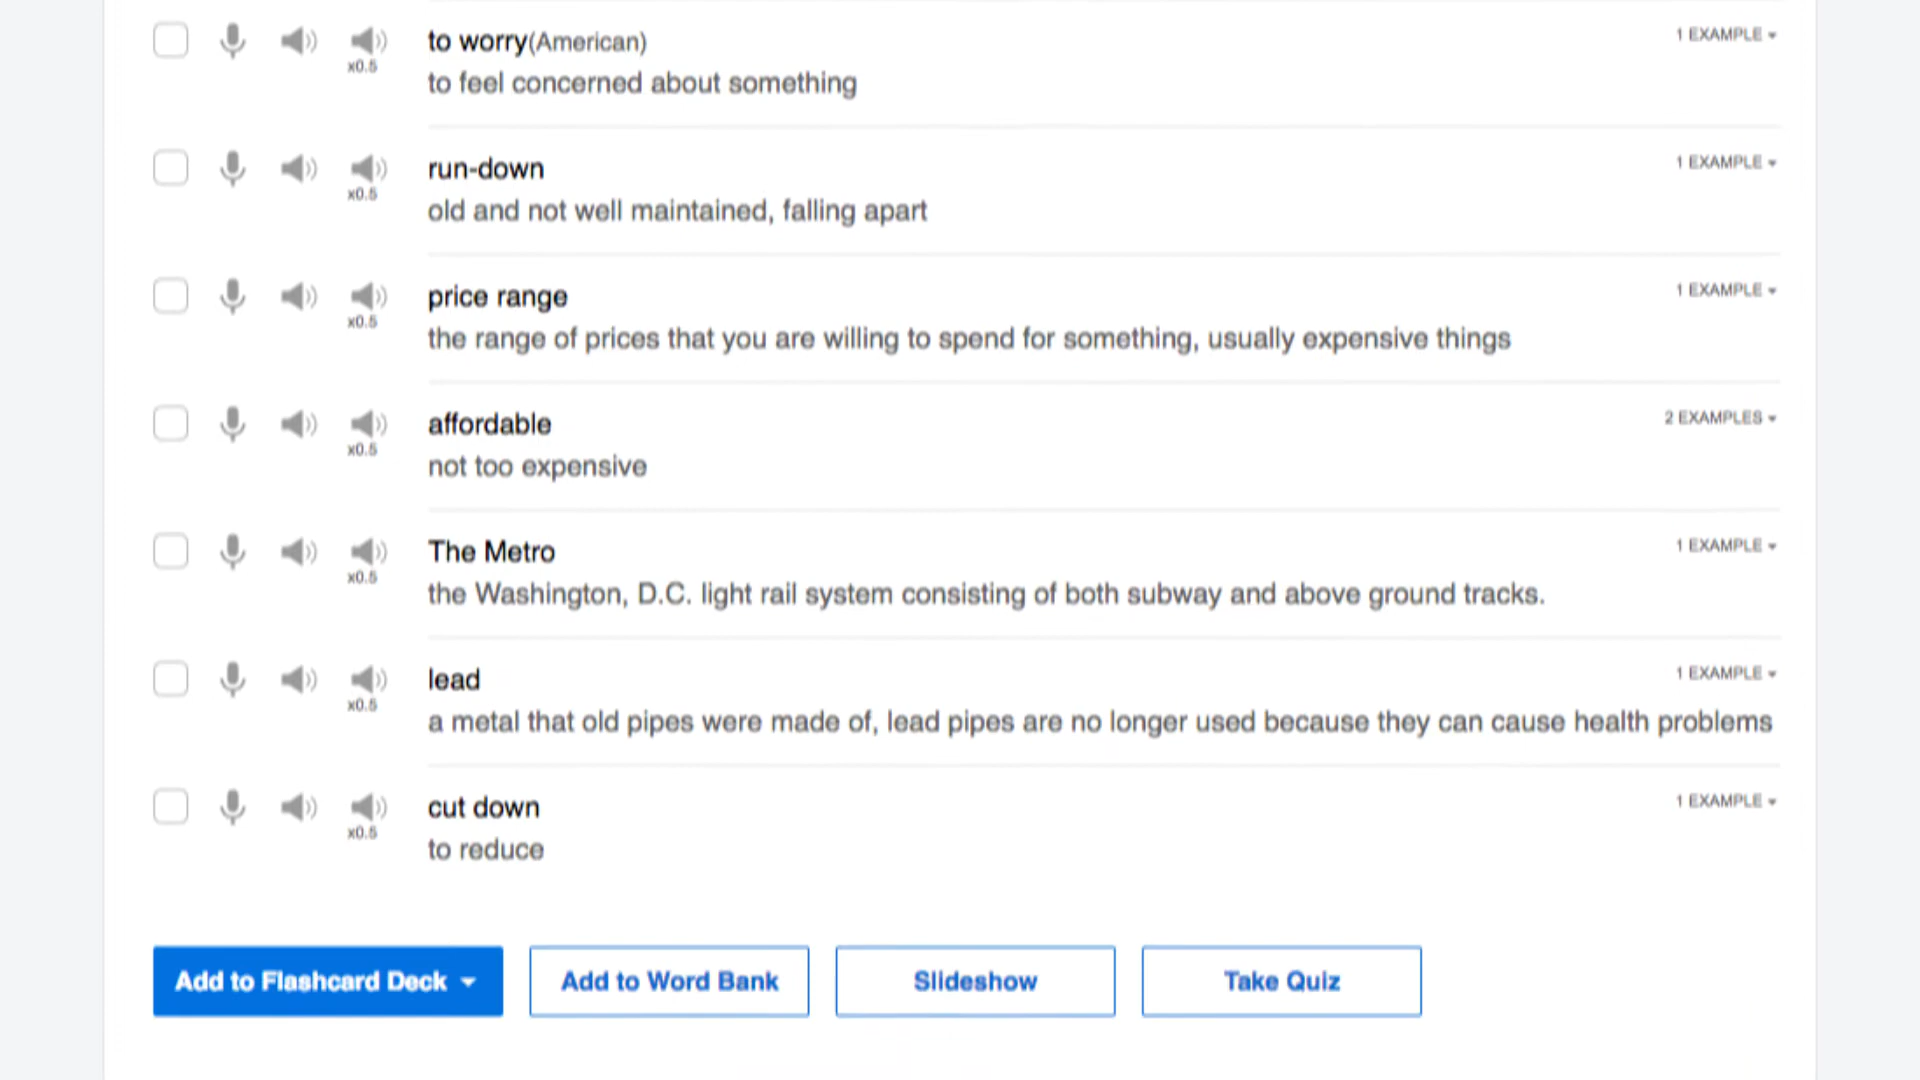 to worry(American)
1 EXAMPLE
x0.5
to feel concerned about something
run-down
1 EXAMPLE
x0.5
old and not well maintained, falling apart
price range
1 EXAMPLE
x0.5
the range of prices that you are willing to spend for something, usually expensive things
affordable
2 EXAMPLES
x0.5
not too expensive
The Metro
1 EXAMPLE
x0.5
the Washington, D.C. light rail system consisting of both subway and above ground tracks.
lead
1 EXAMPLE
x0.5
a metal that old pipes were made of, lead pipes are no longer used because they can cause health problems
cut down
1 EXAMPLE
x0.5
to reduce
Add to Flashcard Deck
Add to Word Bank
Slideshow
Take Quiz